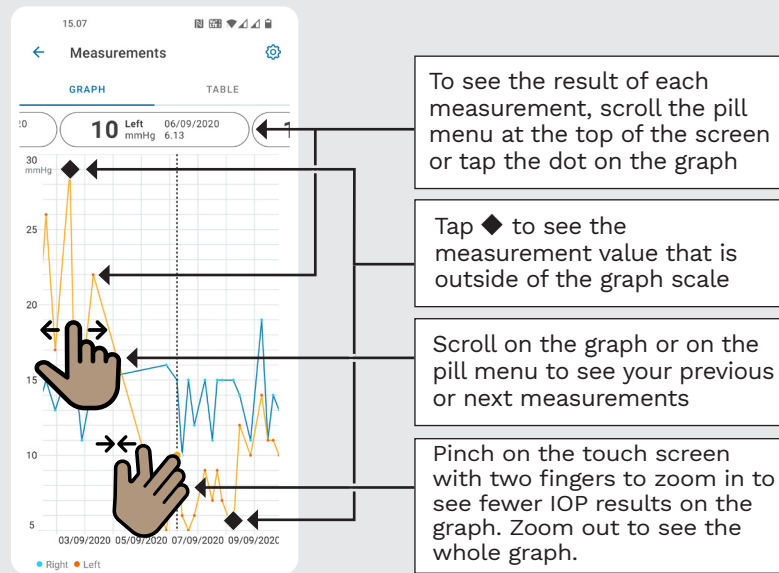 15.07
Measurements
GRAPH TABLE
20
10 Left 06/09/2020
mmHg 6.13
30
mmHg
25
20
15
10
5
03/09/2020 05/09/2020 07/09/2020 09/09/2020
Right Left
To see the result of each
measurement, scroll the pill
menu at the top of the screen
or tap the dot on the graph
Tap ◆ to see the
measurement value that is
outside of the graph scale
Scroll on the graph or on the
pill menu to see your previous
or next measurements
Pinch on the touch screen
with two fingers to zoom in to
see fewer IOP results on the
graph. Zoom out to see the
whole graph.